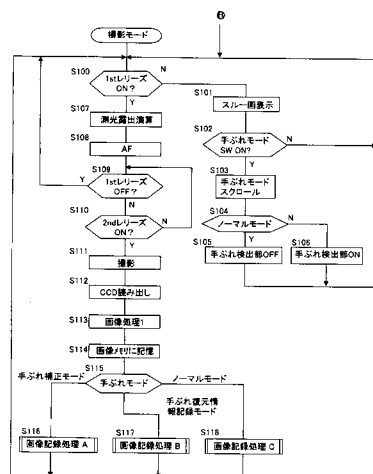 B
撮影モード
S100
1stレリーズ
ON?
N
Y
S101
スルー画表示
S107
測光露出演算
S102
手ぶれ
SW ON?
N
Y
S108
AF
S103
手ぶれモード
スクロール
S109
1stレリーズ
OFF?
Y
N
S104
ノーマルモード
N
Y
S110
2ndレリーズ
ON?
N
Y
S105
手ぶれ検出部OFF
S106
手ぶれ検出部ON
S111
撮影
S112
CCD読み出し
S113
画像処理1
S114
画像メモリに記憶
S115
手ぶれモード
手ぶれ補正モード
ノーマルモード
手ぶれ復元情
報記録モード
S116
画像記録処理 A
S117
画像記録処理 B
S118
画像記録処理 C